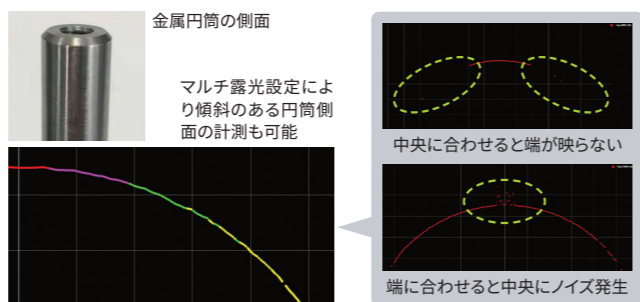 金属円筒の側面
マルチ露光設定によ
り傾斜のある円筒側
面の計測も可能
中央に合わせると端が映らない
端に合わせると中央にノイズ発生